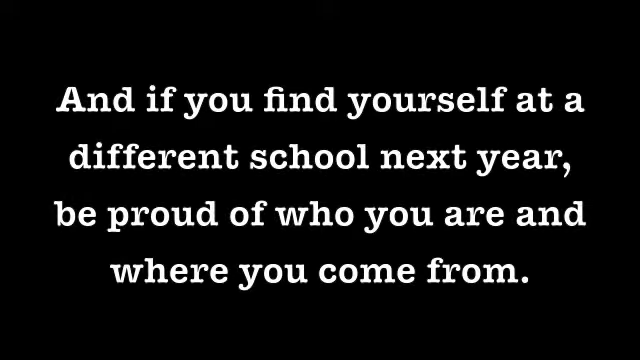 And if you find yourself at a
different school next year,
be proud of who you are and
where you come from.